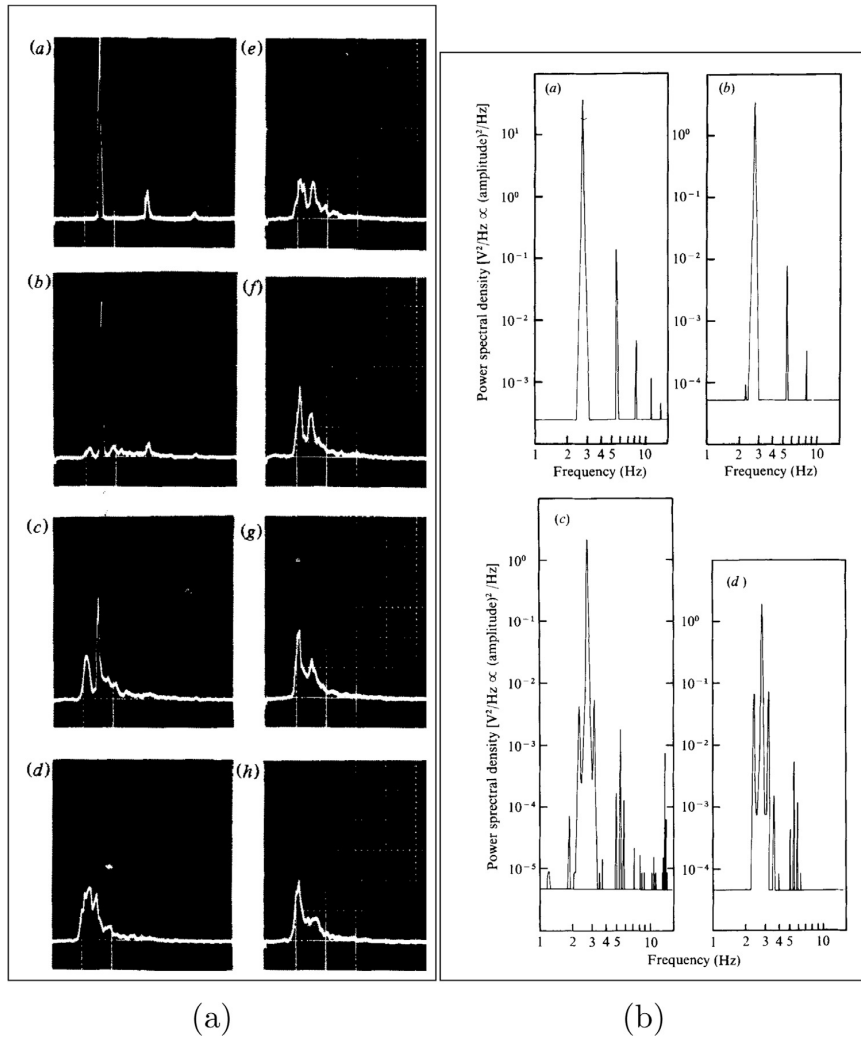 (a)
(e)
(b)
(f)
(c)
(g)
(d)
(h)
(a)
Power spectral density [V²/Hz ∝ (amplitude)²/Hz]
10¹
10⁰
10⁻¹
10⁻²
10⁻³
1 2 3 4 5 10
Frequency (Hz)
(b)
10⁰
10⁻¹
10⁻²
10⁻³
10⁻⁴
1 2 3 4 5 10
Frequency (Hz)
(c)
Power sprectral density [V²/Hz ∝ (amplitude)²/Hz]
10⁰
10⁻¹
10⁻²
10⁻³
10⁻⁴
10⁻⁵
1 2 3 4 5 10
(d)
10⁰
10⁻¹
10⁻²
10⁻³
10⁻⁴
1 2 3 4 5 10
Frequency (Hz)
(a)
(b)